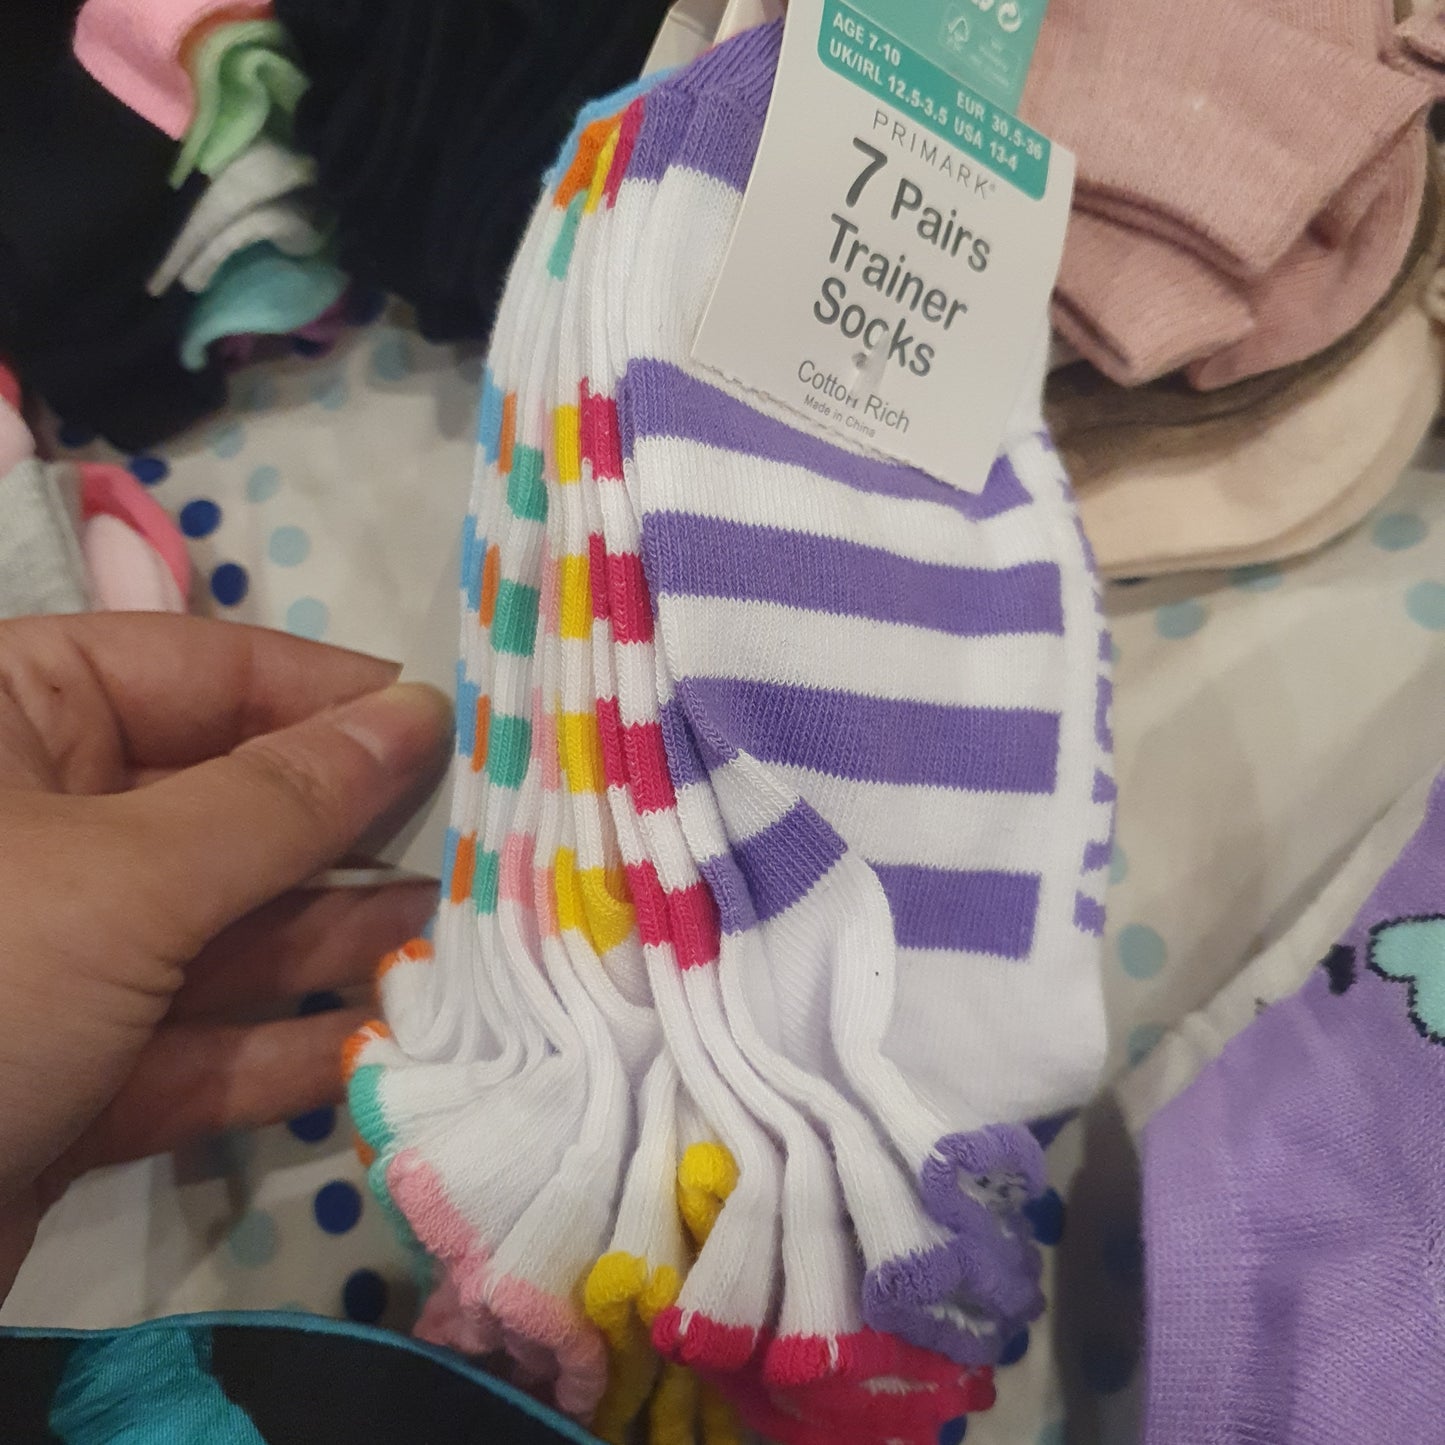 AGE 7-10
UK/IRL 12.5-3.5
EUR 30.5-36
USA 13-4
PRIMARK®
7 Pairs
Trainer
Socks
Cotton Rich
Made in China